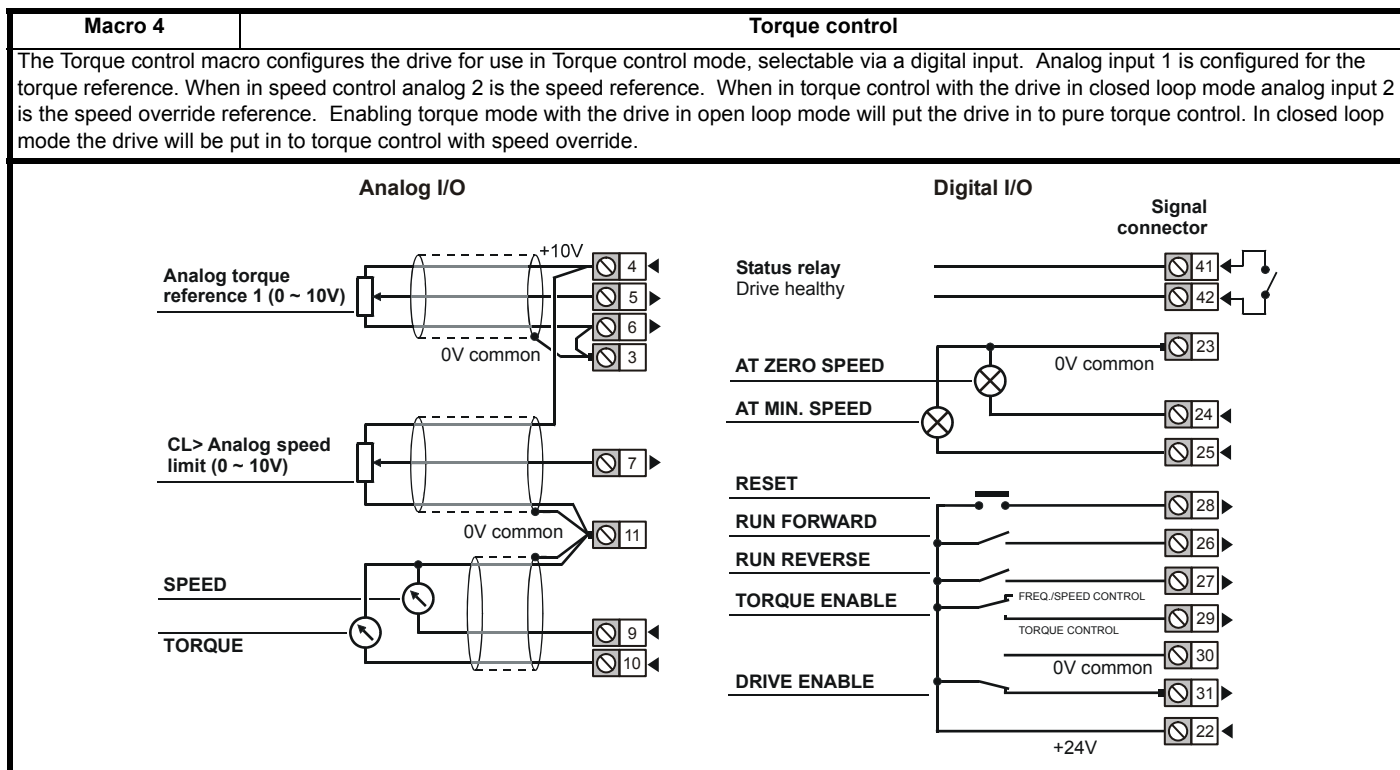 Macro 4 Torque control
The Torque control macro configures the drive for use in Torque control mode, selectable via a digital input. Analog input 1 is configured for the
torque reference. When in speed control analog 2 is the speed reference. When in torque control with the drive in closed loop mode analog input 2
is the speed override reference. Enabling torque mode with the drive in open loop mode will put the drive in to pure torque control. In closed loop
mode the drive will be put in to torque control with speed override.
Analog I/O
Analog torque
reference 1 (0 ~ 10V)
+10V
4
5
6
3
0V common
CL> Analog speed
limit (0 ~ 10V)
7
0V common
11
SPEED
TORQUE
9
10
Digital I/O
Signal
connector
Status relay
Drive healthy
41
42
23
0V common
AT ZERO SPEED
24
AT MIN. SPEED
25
RESET
28
RUN FORWARD
26
RUN REVERSE
27
TORQUE ENABLE
FREQ./SPEED CONTROL
29
TORQUE CONTROL
30
0V common
DRIVE ENABLE
31
22
+24V